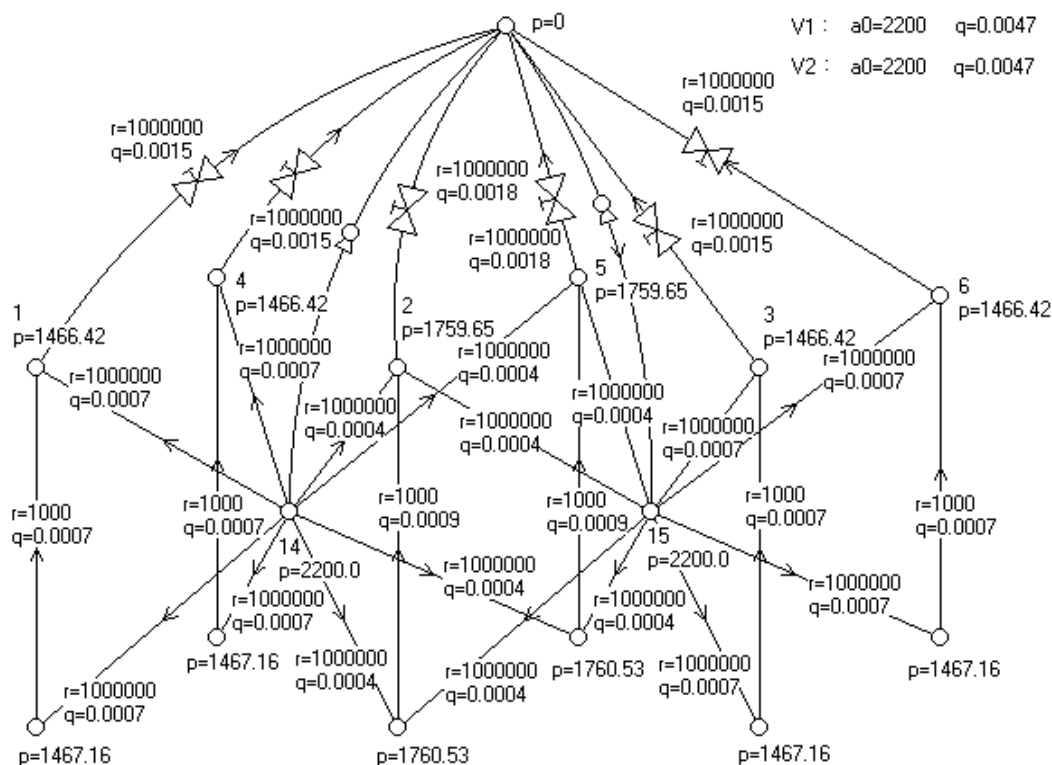 p=0
V1: a0=2200 q=0.0047
V2: a0=2200 q=0.0047
r=1000000
q=0.0015
r=1000000
q=0.0015
r=1000000
q=0.0018
r=1000000
q=0.0015
r=1000000
q=0.0015
r=1000000
q=0.0018
r=1000000
q=0.0015
4
p=1466.42
5
p=1759.65
6
p=1466.42
1
p=1466.42
2
p=1759.65
3
p=1466.42
r=1000000
q=0.0007
r=1000000
q=0.0007
r=1000000
q=0.0004
r=1000000
q=0.0007
r=1000000
q=0.0004
r=1000000
q=0.0004
r=1000000
q=0.0004
r=1000000
q=0.0007
r=1000
q=0.0007
r=1000
q=0.0007
r=1000
q=0.0009
r=1000
q=0.0009
r=1000
q=0.0007
r=1000
q=0.0007
14
p=2200.0
15
p=2200.0
r=1000000
q=0.0004
r=1000000
q=0.0007
r=1000000
q=0.0007
r=1000000
q=0.0004
p=1467.16
r=1000000
q=0.0004
p=1760.53
r=1000000
q=0.0007
p=1467.16
r=1000000
q=0.0007
r=1000000
q=0.0004
p=1467.16
p=1760.53
p=1467.16